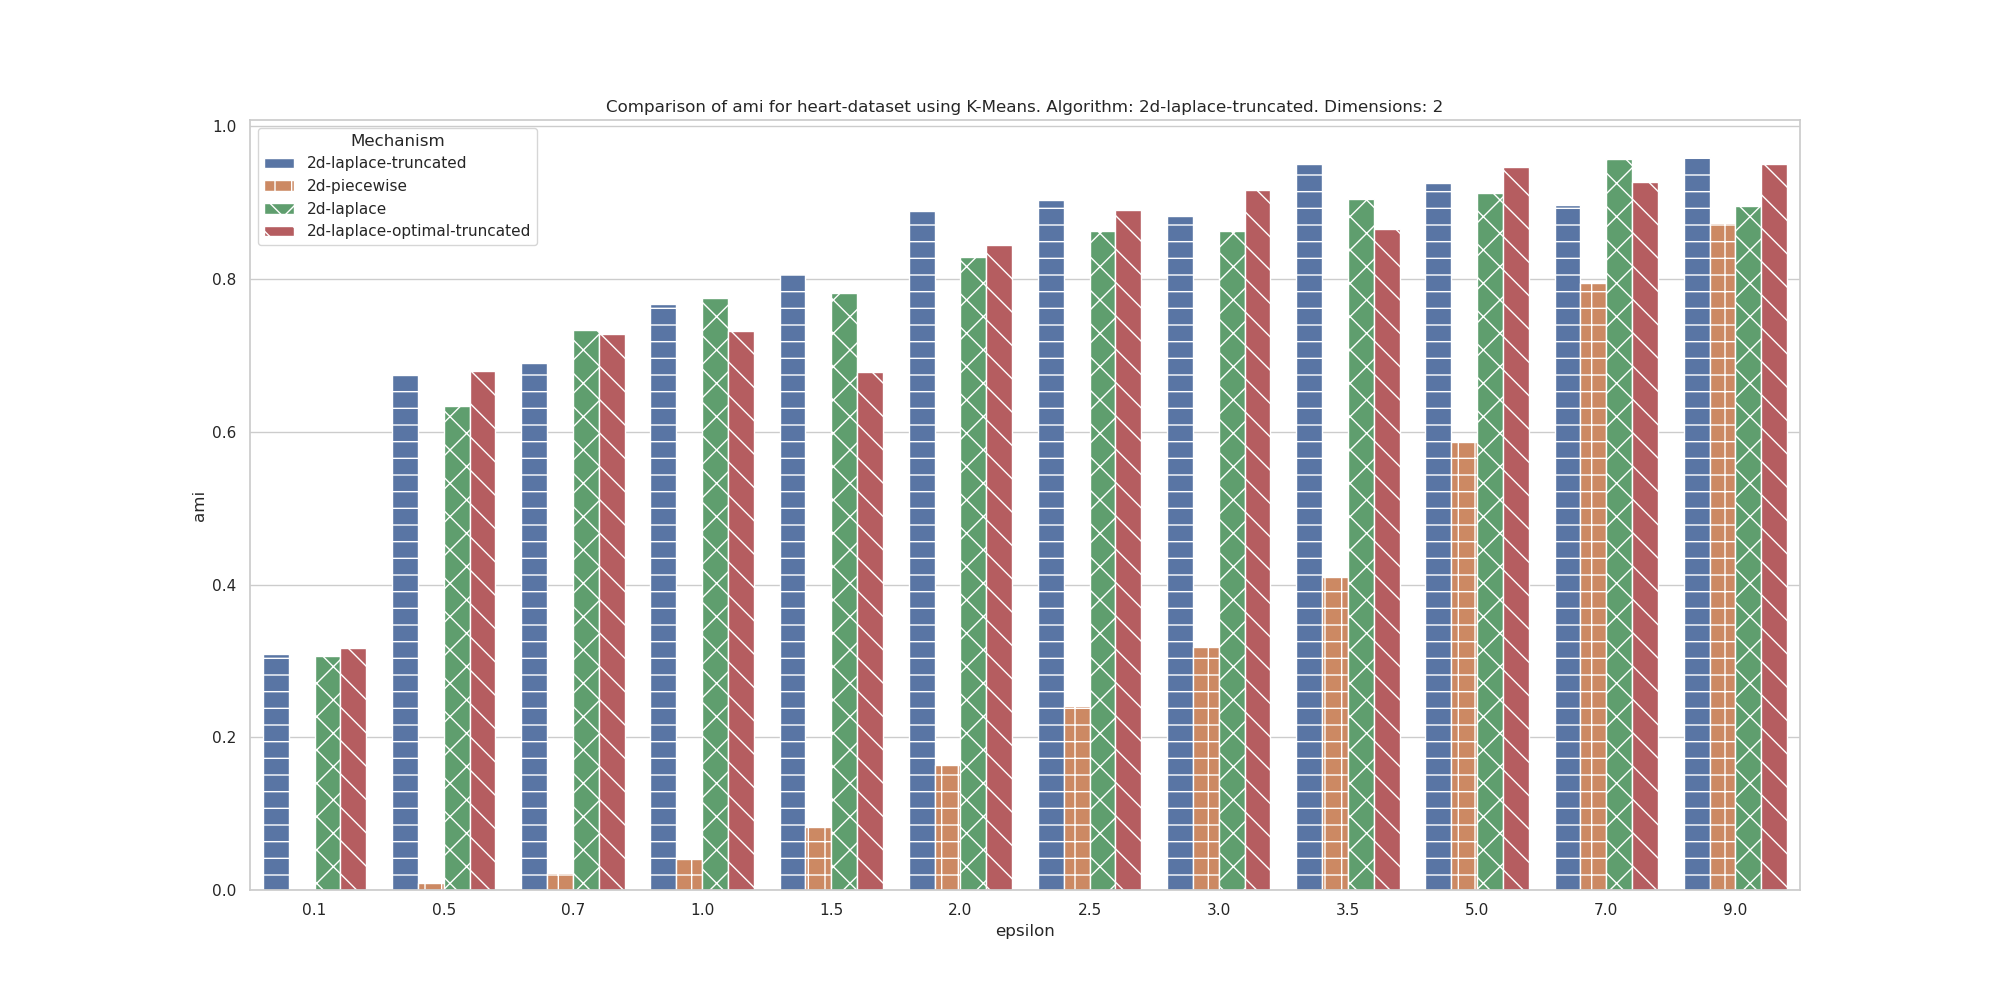 Comparison of ami for heart-dataset using K-Means. Algorithm: 2d-laplace-truncated. Dimensions: 2
Mechanism
2d-laplace-truncated
2d-piecewise
2d-laplace
2d-laplace-optimal-truncated
1.0
0.8
0.6
0.4
0.2
0.0
ami
0.1 0.5 0.7 1.0 1.5 2.0 2.5 3.0 3.5 5.0 7.0 9.0
epsilon